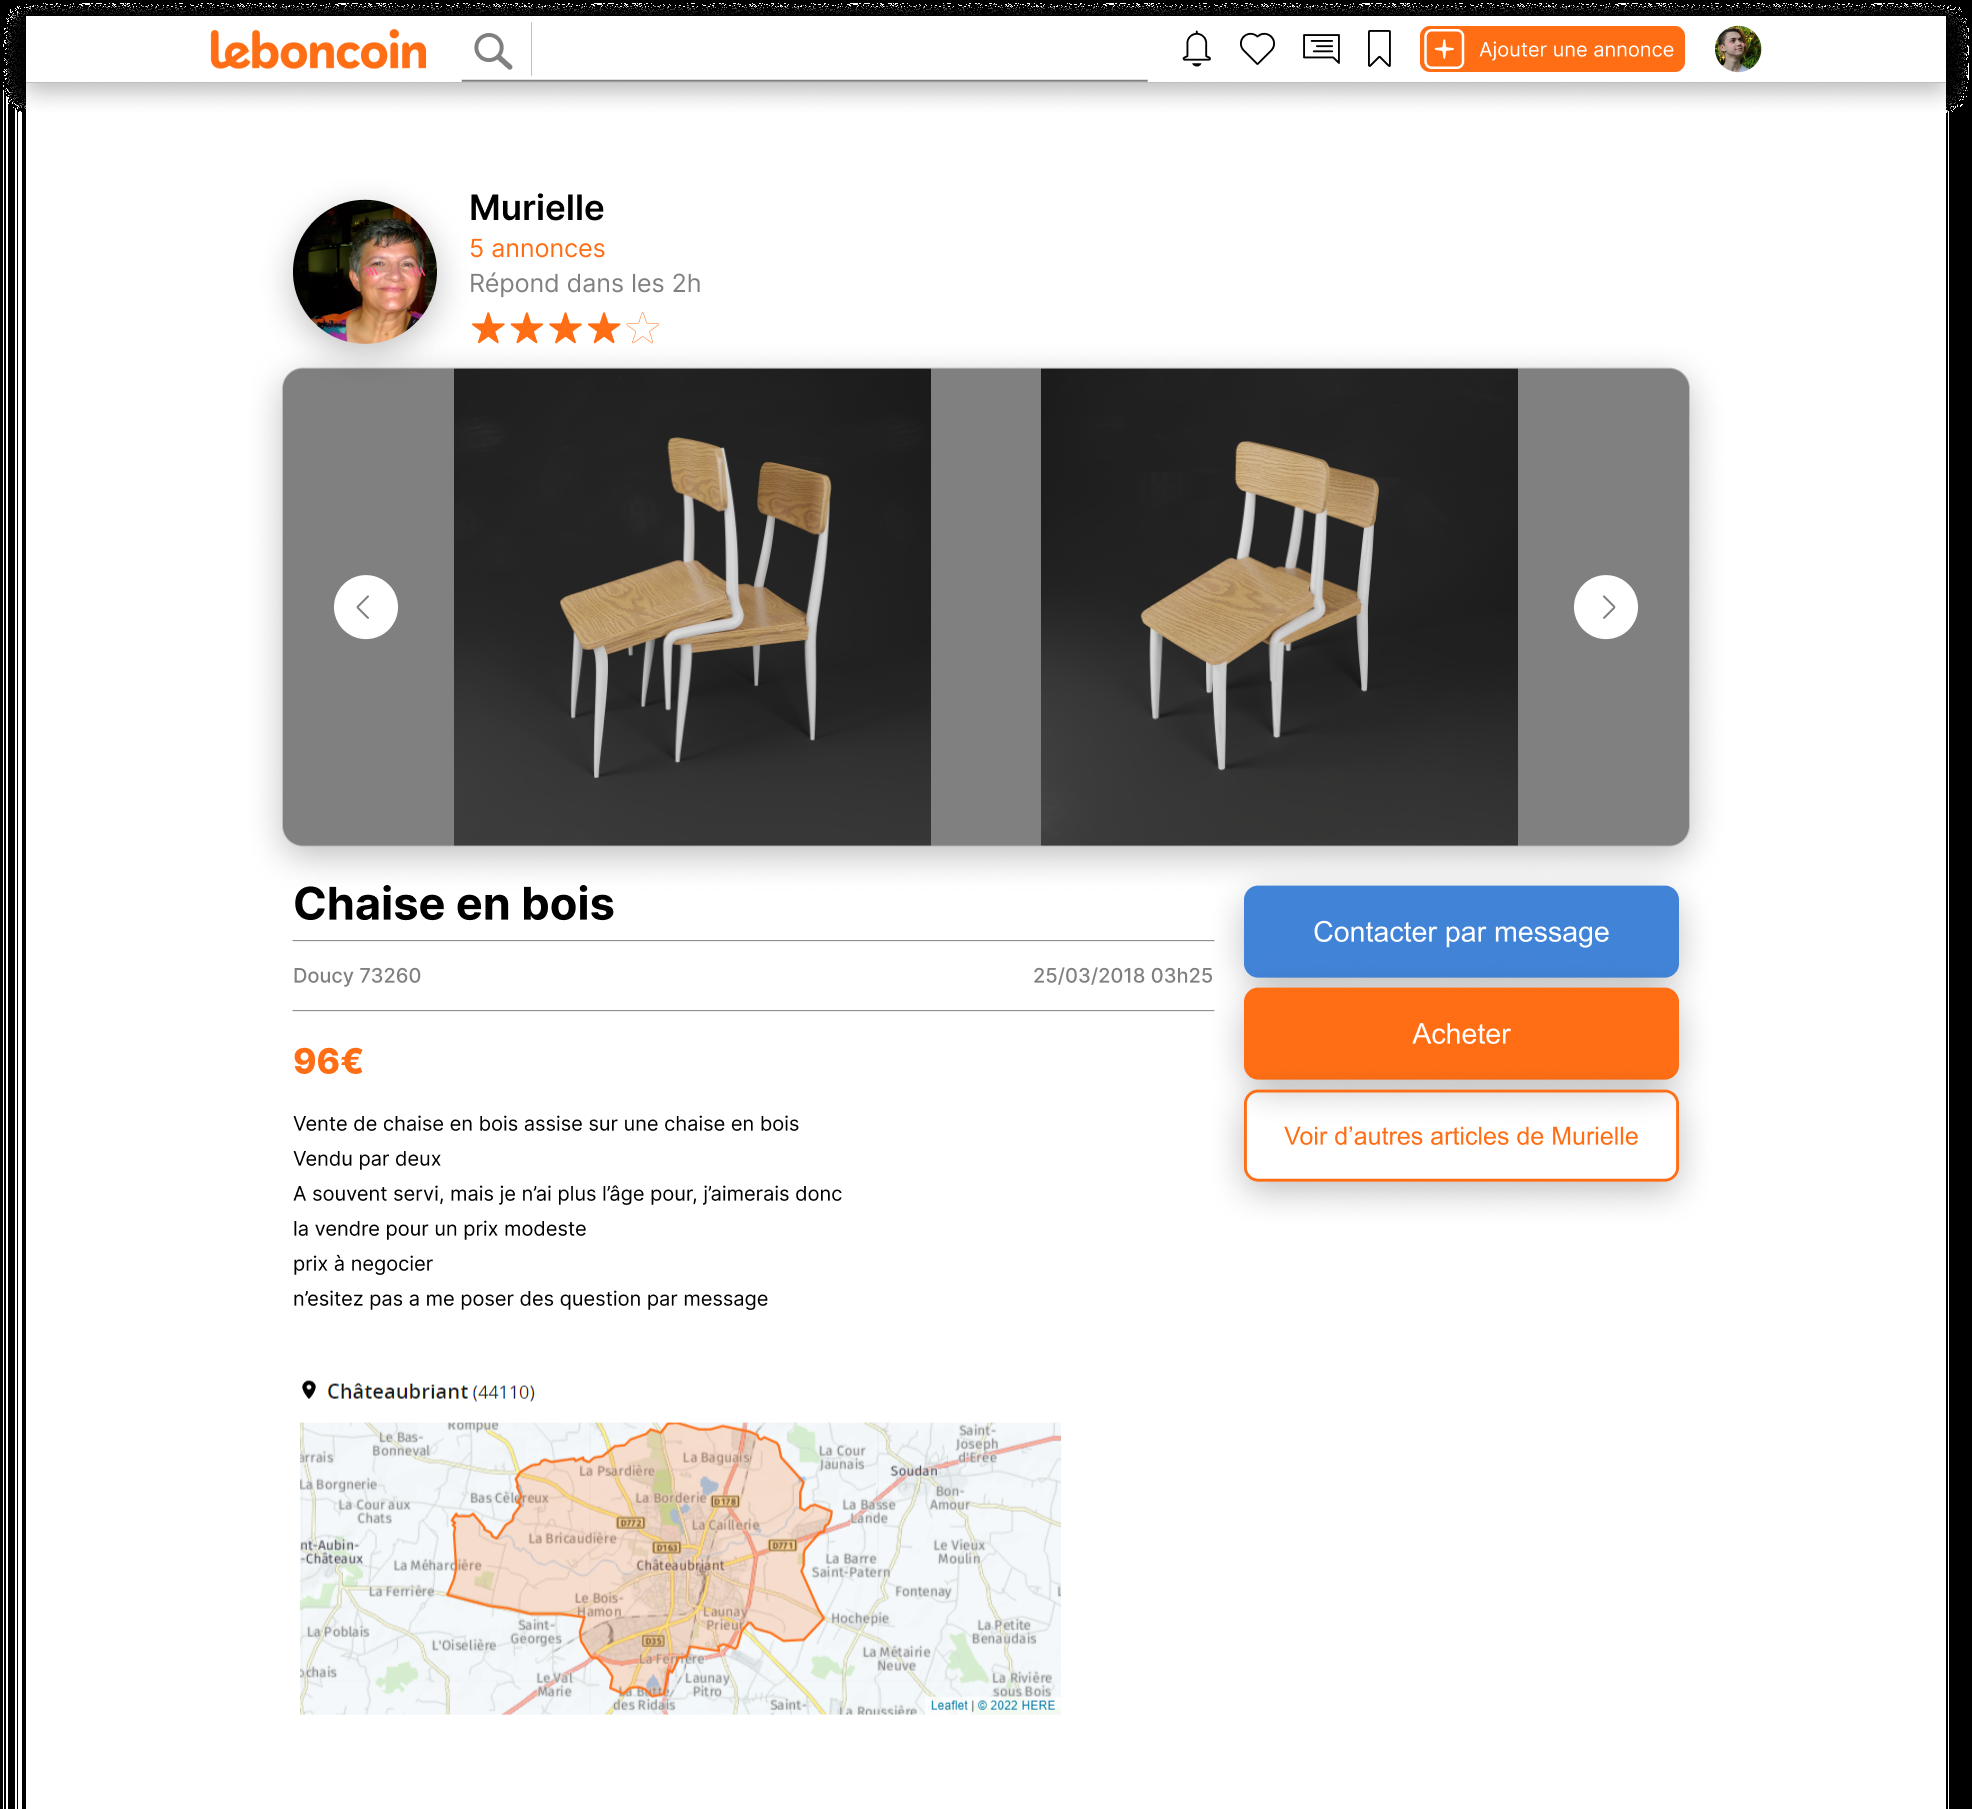 leboncoin
Ajouter une annonce
Murielle
5 annonces
Répond dans les 2h
Chaise en bois
Doucy 73260
25/03/2018 03h25
96€
Vente de chaise en bois assise sur une chaise en bois
Vendu par deux
A souvent servi, mais je n’ai plus l’âge pour, j’aimerais donc
la vendre pour un prix modeste
prix à negocier
n’esitez pas a me poser des question par message
Contacter par message
Acheter
Voir d’autres articles de Murielle
Châteaubriant (44110)
Rompue
Le Bas-
Bonneval
La Baguais
La Cour
Jaunais
Saint-
Joseph
d'Erée
arrais
La Psardière
Soudan
La Borgnerie
La Cour aux
Chats
Bas Cèlereux
La Borderie
D178
La Basse
Lande
Bon-
Amour
D772
La Caillerie
La Bricaudière
D163
D771
nt-Aubin-
-Châteaux
La Méhardière
Châteaubriant
La Barre
Saint-Patern
Le Vieux
Moulin
La Ferrière
Le Bois-
Hamon
Fontenay
Launay
Prieur
Hochepie
La Poblais
Saint-
Georges
L'Oiselière
D35
La Petite
Benaudais
La Ferrière
La Métairie
Neuve
ochais
Le Val
Marie
La Butte
des Ridais
Launay
Pitro
La Rivière
sous Bois
Saint-
La Roussière
Leaflet | © 2022 HERE